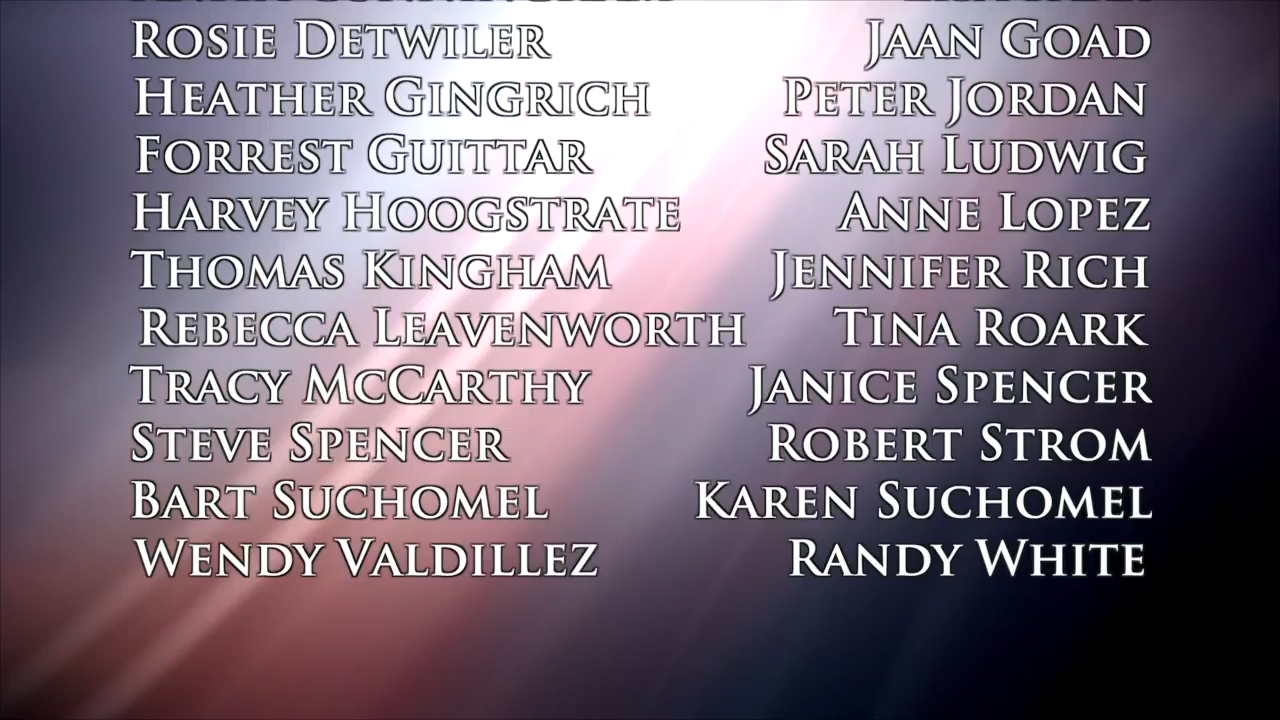 Rosie Detwiler Jaan Goad
Heather Gingrich Peter Jordan
Forrest Guittar Sarah Ludwig
Harvey Hoogstrate Anne Lopez
Thomas Kingham Jennifer Rich
Rebecca Leavenworth Tina Roark
Tracy McCarthy Janice Spencer
Steve Spencer Robert Strom
Bart Suchomel Karen Suchomel
Wendy Valdillez Randy White